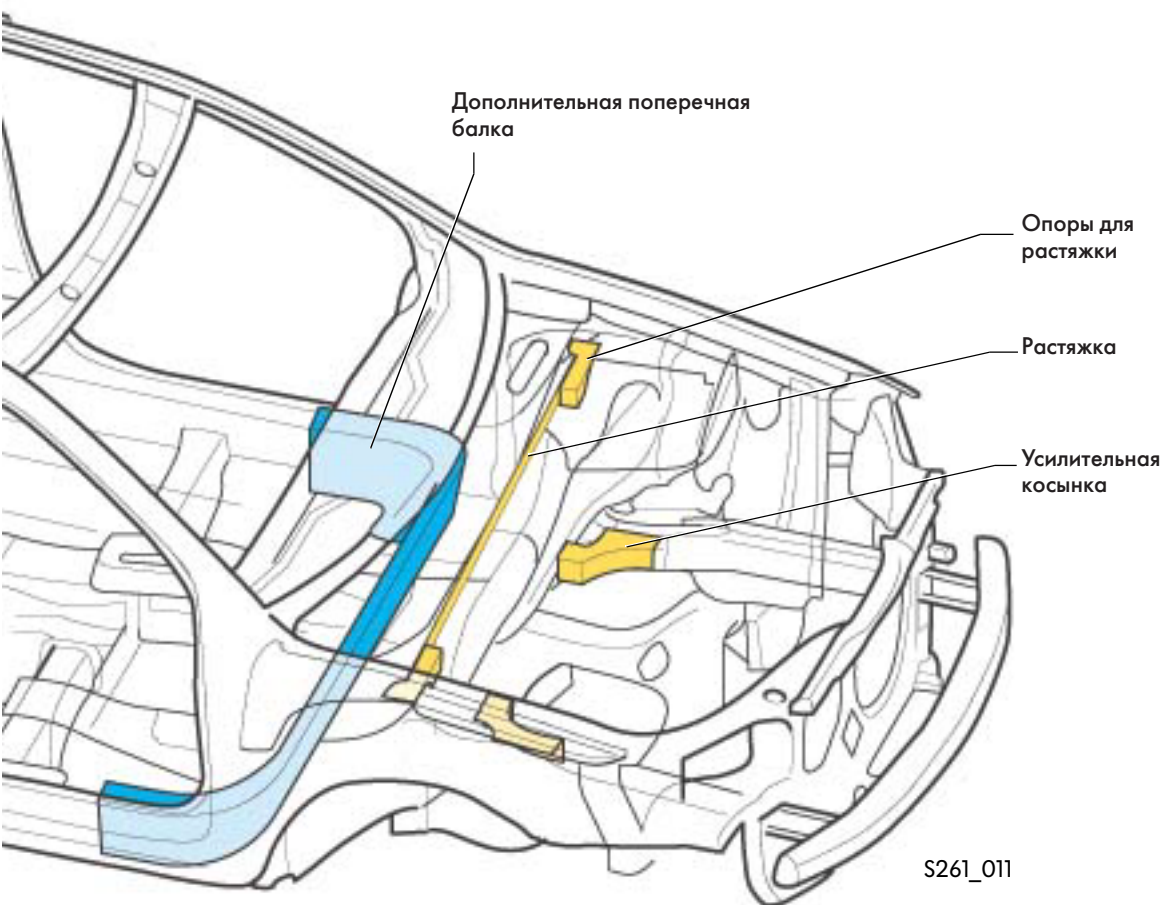 Дополнительная поперечная
балка
Опоры для
растяжки
Растяжка
Усилительная
косынка
S261_011